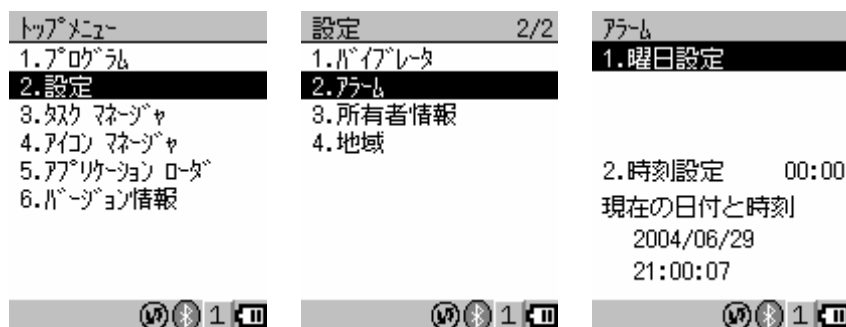 ﾄｯﾌﾟﾒﾆｭｰ
1.ﾌﾟﾛｸﾞﾗﾑ
2.設定
3.ﾀｽｸ ﾏﾈｰｼﾞｬ
4.ｱｲｺﾝ ﾏﾈｰｼﾞｬ
5.ｱﾌﾟﾘｹｰｼｮﾝ ﾛｰﾀﾞ
6.ﾊﾞｰｼﾞｮﾝ情報
1
設定 2/2
1.ﾊﾞｲﾌﾞﾚｰﾀ
2.ｱﾗｰﾑ
3.所有者情報
4.地域
1
ｱﾗｰﾑ
1.曜日設定
2.時刻設定 00:00
現在の日付と時刻
2004/06/29
21:00:07
1